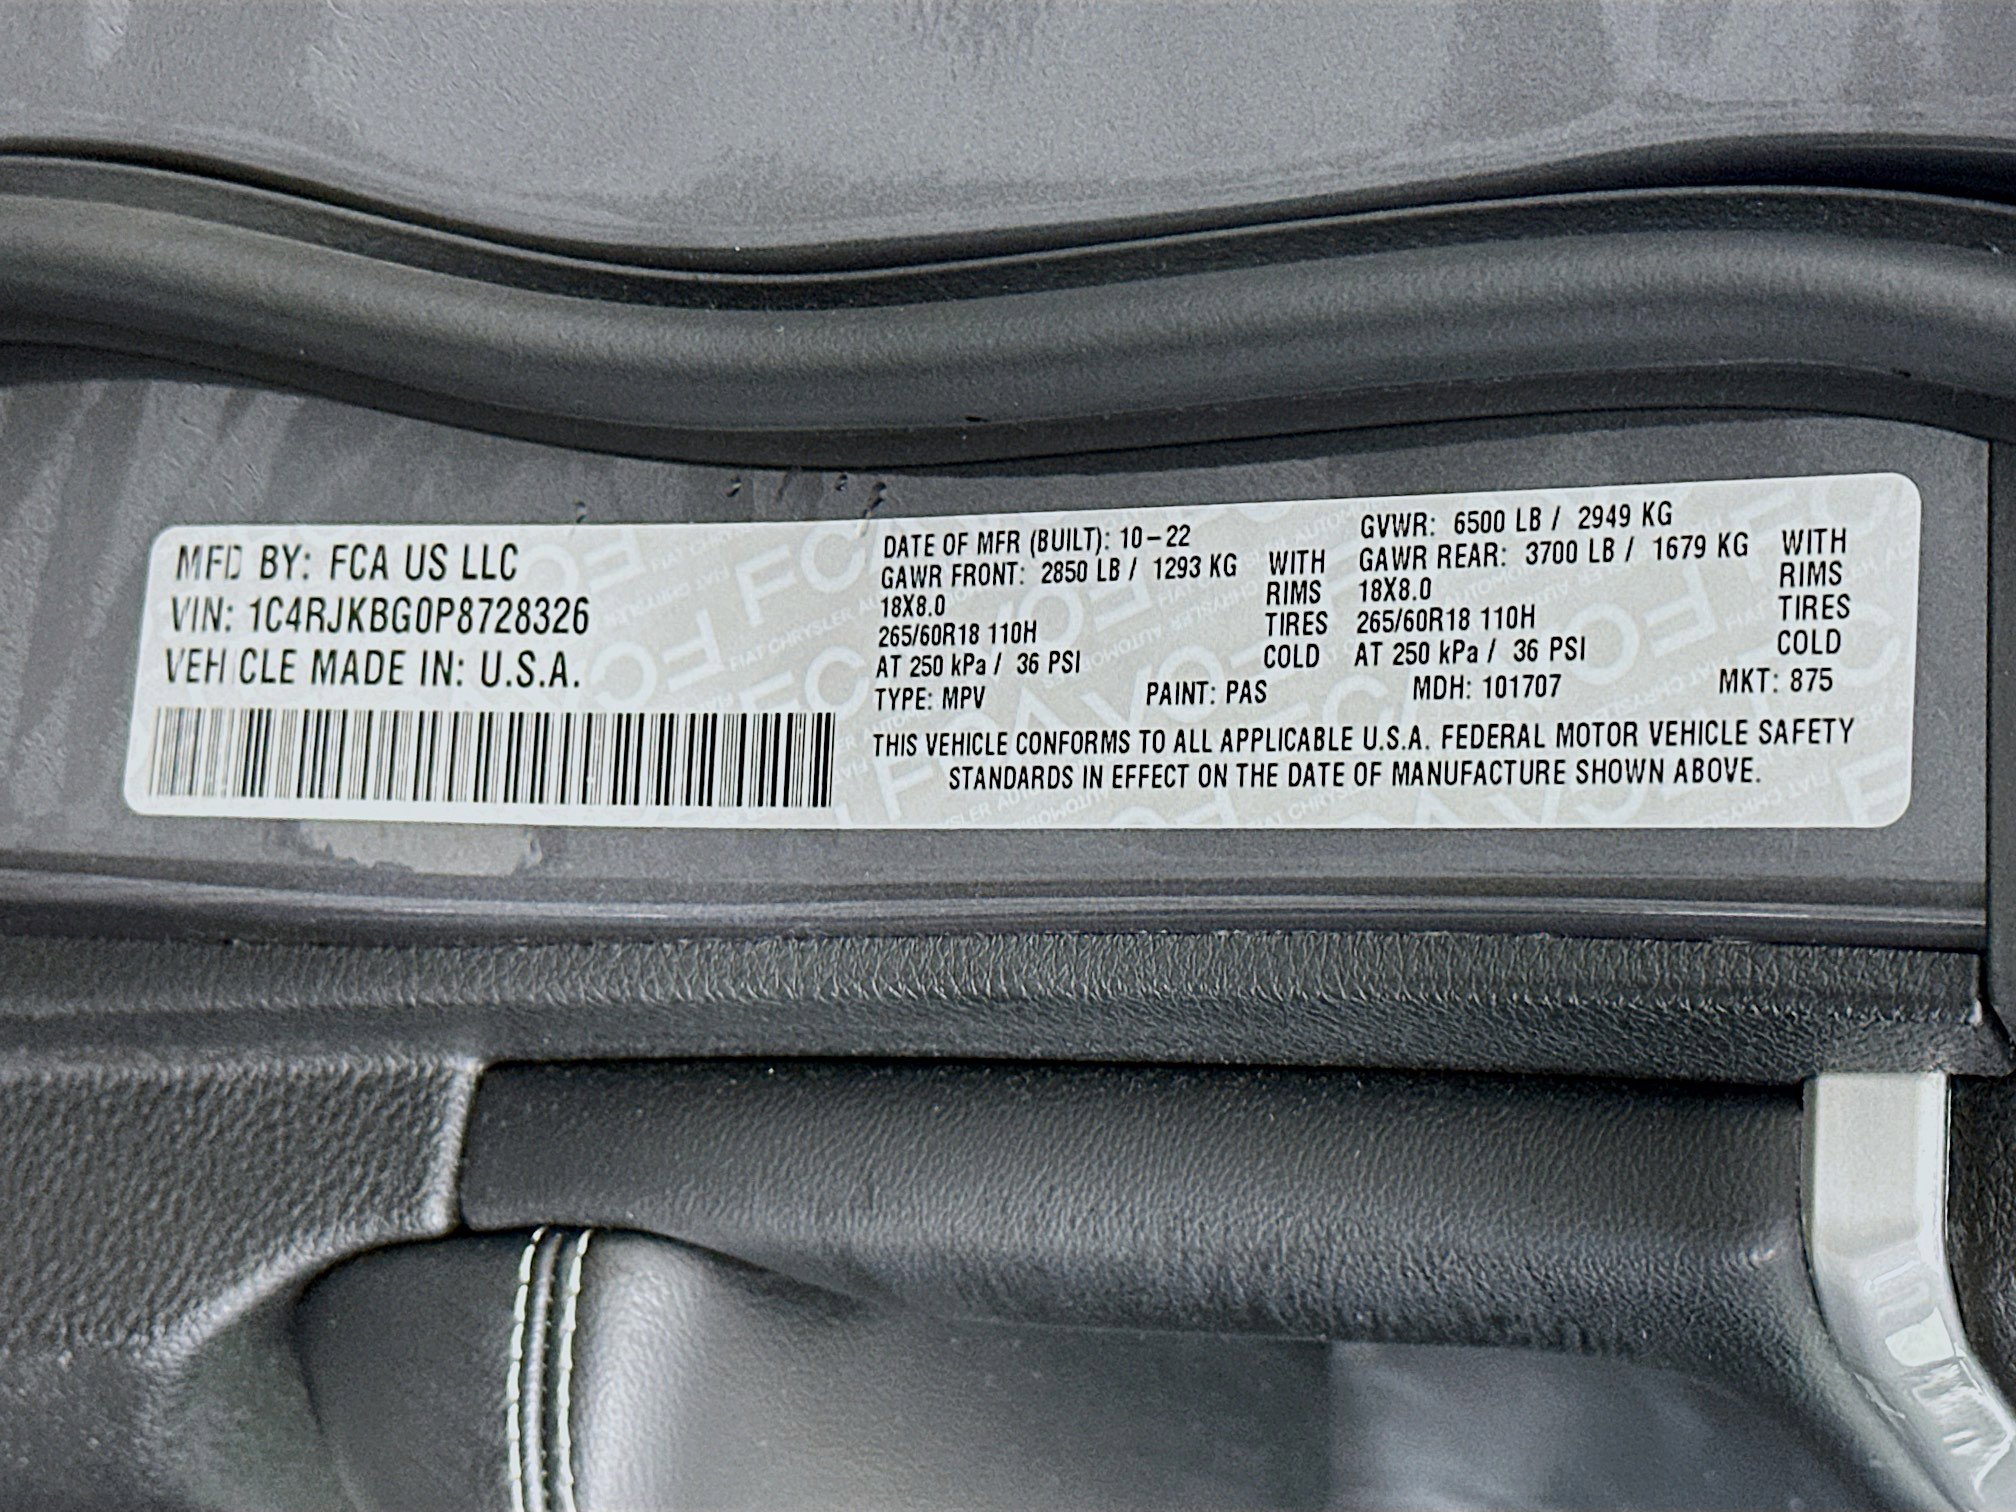 MFD BY: FCA US LLC
VIN: 1C4RJKBG0P8728326
VEHICLE MADE IN: U.S.A.
DATE OF MFR (BUILT): 10-22
GAWR FRONT: 2850 LB / 1293 KG WITH
18X8.0 RIMS
265/60R18 110H TIRES
AT 250 kPa / 36 PSI COLD
GVWR: 6500 LB / 2949 KG
GAWR REAR: 3700 LB / 1679 KG WITH
18X8.0 RIMS
265/60R18 110H TIRES
AT 250 kPa / 36 PSI COLD
TYPE: MPV PAINT: PAS MDH: 101707 MKT: 875
THIS VEHICLE CONFORMS TO ALL APPLICABLE U.S.A. FEDERAL MOTOR VEHICLE SAFETY
STANDARDS IN EFFECT ON THE DATE OF MANUFACTURE SHOWN ABOVE.